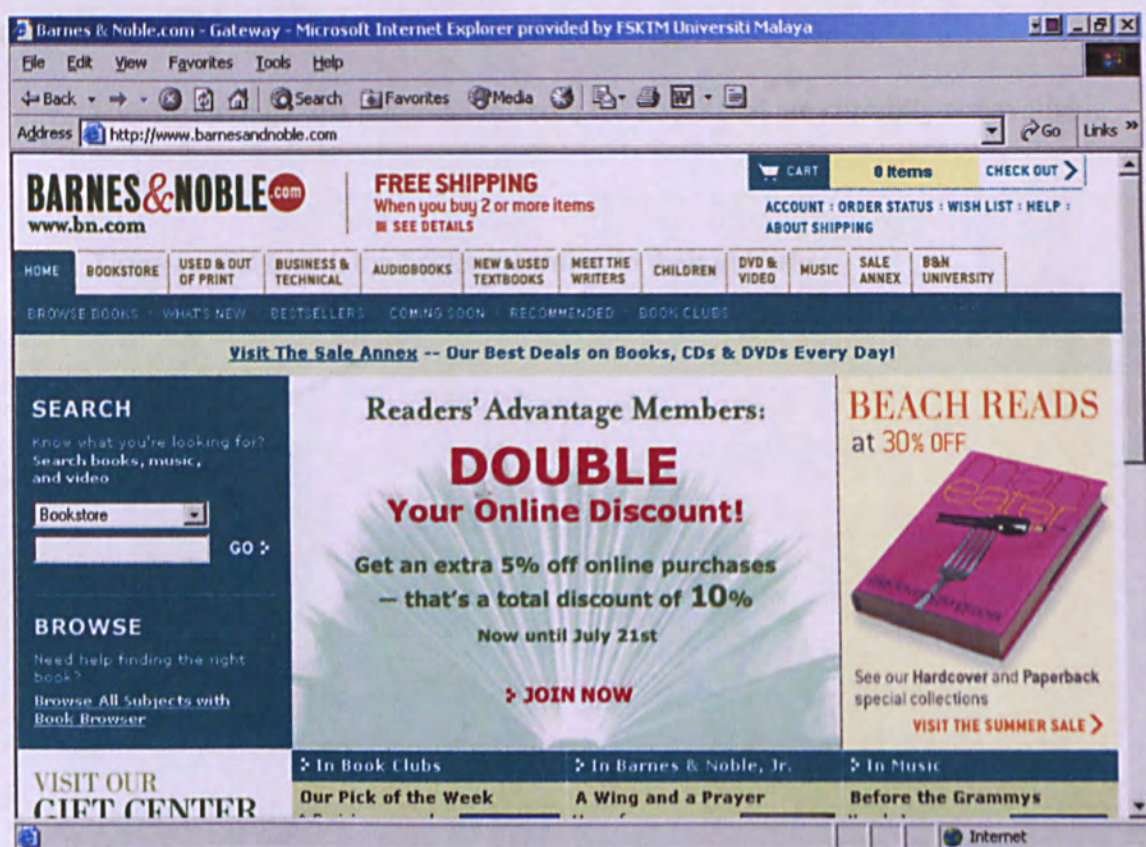 Barnes & Noble.com - Gateway - Microsoft Internet Explorer provided by FSKTM Universiti Malaya
File Edit View Favorites Tools Help
Back Search Favorites Media
Address http://www.barnesandnoble.com Go Links »
BARNES&NOBLE.com
www.bn.com
FREE SHIPPING
When you buy 2 or more items
SEE DETAILS
CART 0 Items CHECK OUT
ACCOUNT : ORDER STATUS : WISH LIST : HELP :
ABOUT SHIPPING
HOME BOOKSTORE USED & OUT OF PRINT BUSINESS & TECHNICAL AUDIOBOOKS NEW & USED TEXTBOOKS MEET THE WRITERS CHILDREN DVD & VIDEO MUSIC SALE ANNEX B&N UNIVERSITY
BROWSE BOOKS · WHAT'S NEW · BESTSELLERS · COMING SOON · RECOMMENDED · BOOK CLUBS
Visit The Sale Annex -- Our Best Deals on Books, CDs & DVDs Every Day!
SEARCH
Know what you're looking for?
Search books, music,
and video
Bookstore
GO
BROWSE
Need help finding the right
book?
Browse All Subjects with
Book Browser
VISIT OUR
GIFT CENTER
Readers' Advantage Members:
DOUBLE
Your Online Discount!
Get an extra 5% off online purchases
— that's a total discount of 10%
Now until July 21st
JOIN NOW
BEACH READS
at 30% OFF
man
eater
See our Hardcover and Paperback
special collections
VISIT THE SUMMER SALE
In Book Clubs
Our Pick of the Week
In Barnes & Noble, Jr.
A Wing and a Prayer
In Music
Before the Grammys
Internet